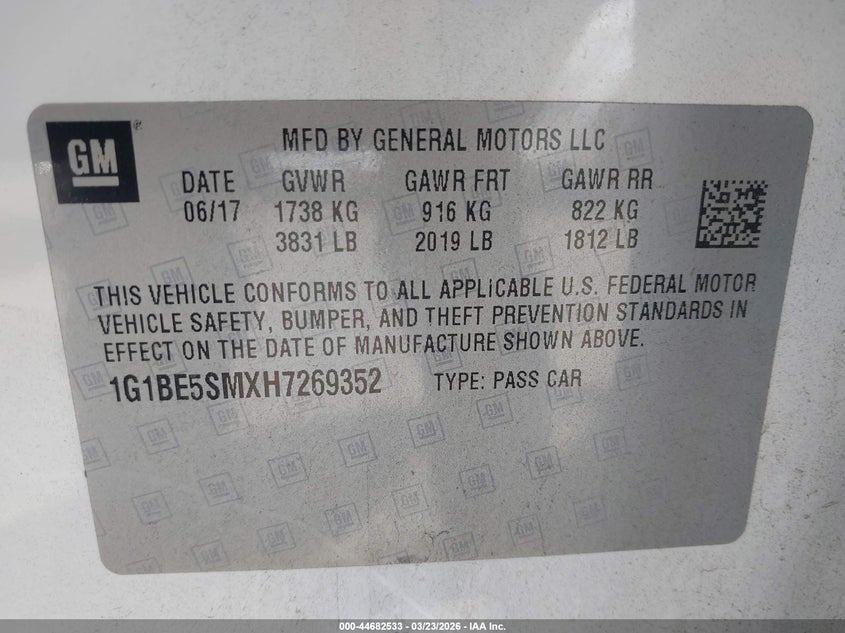 GM
MFD BY GENERAL MOTORS LLC
DATE GVWR GAWR FRT GAWR RR
06/17 1738 KG 916 KG 822 KG
3831 LB 2019 LB 1812 LB
THIS VEHICLE CONFORMS TO ALL APPLICABLE U.S. FEDERAL MOTOR
VEHICLE SAFETY, BUMPER, AND THEFT PREVENTION STANDARDS IN
EFFECT ON THE DATE OF MANUFACTURE SHOWN ABOVE.
1G1BE5SMXH7269352 TYPE: PASS CAR
000-44682533 - 03/23/2026 - IAA Inc.